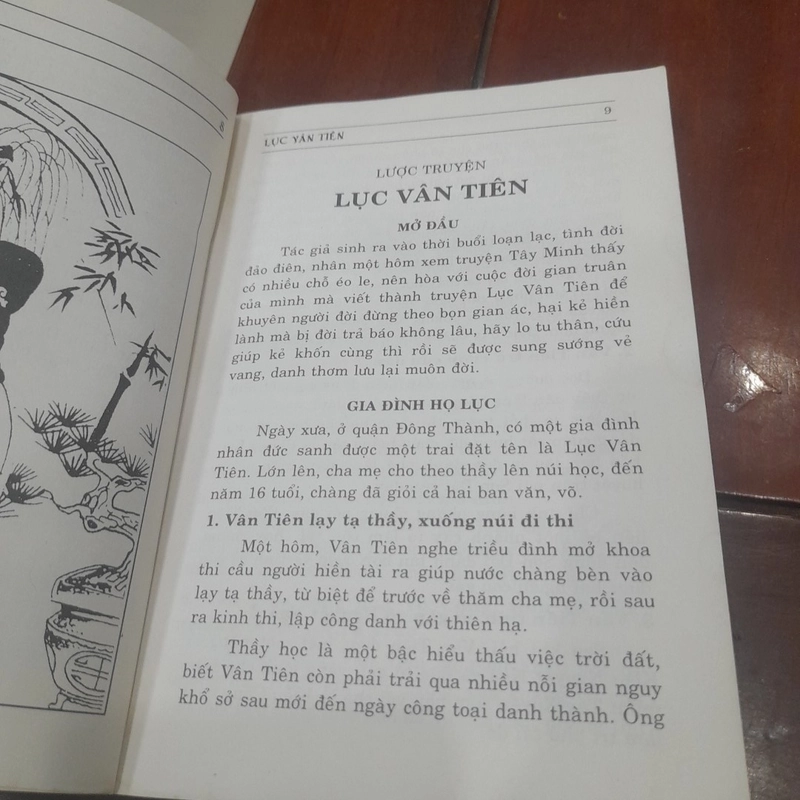 8
LỤC VÂN TIÊN
9
LƯỢC TRUYỆN
LỤC VÂN TIÊN
MỞ ĐẦU
Tác giả sinh ra vào thời buổi loạn lạc, tình đời
đảo điên, nhân một hôm xem truyện Tây Minh thấy
có nhiều chỗ éo le, nên hòa với cuộc đời gian truân
của mình mà viết thành truyện Lục Vân Tiên để
khuyên người đời đừng theo bọn gian ác, hại kẻ hiền
lành mà bị đời trả báo không lâu, hãy lo tu thân, cứu
giúp kẻ khốn cùng thì rồi sẽ được sung sướng vẻ
vang, danh thơm lưu lại muôn đời.
GIA ĐÌNH HỌ LỤC
Ngày xưa, ở quận Đông Thành, có một gia đình
nhân đức sanh được một trai đặt tên là Lục Vân
Tiên. Lớn lên, cha mẹ cho theo thầy lên núi học, đến
năm 16 tuổi, chàng đã giỏi cả hai ban văn, võ.
1. Vân Tiên lạy tạ thầy, xuống núi đi thi
Một hôm, Vân Tiên nghe triều đình mở khoa
thi cầu người hiền tài ra giúp nước chàng bèn vào
lạy tạ thầy, từ biệt để trước về thăm cha mẹ, rồi sau
ra kinh thi, lập công danh với thiên hạ.
Thầy học là một bậc hiểu thấu việc trời đất,
biết Vân Tiên còn phải trải qua nhiều nỗi gian nguy
khổ sở sau mới đến ngày công toại danh thành. Ông